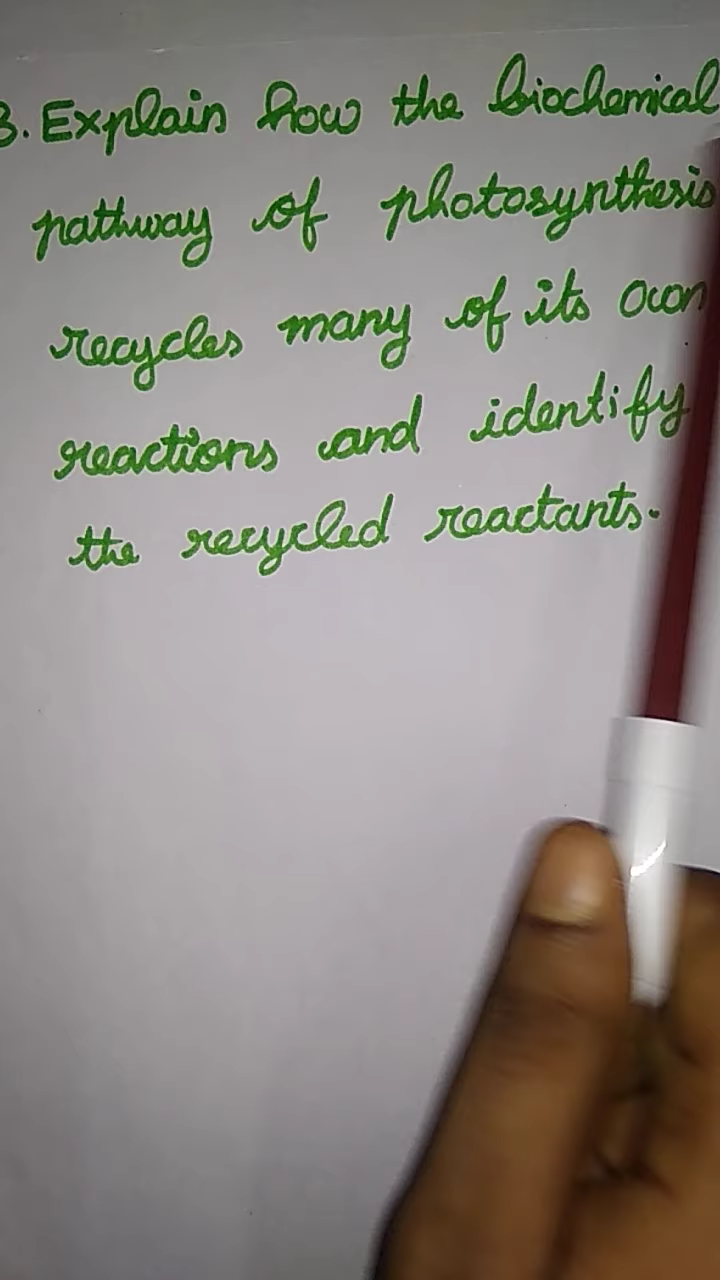 3. Explain how the biochemical
pathway of photosynthesis
recycles many of its own
reactions and identify
the recycled reactants.